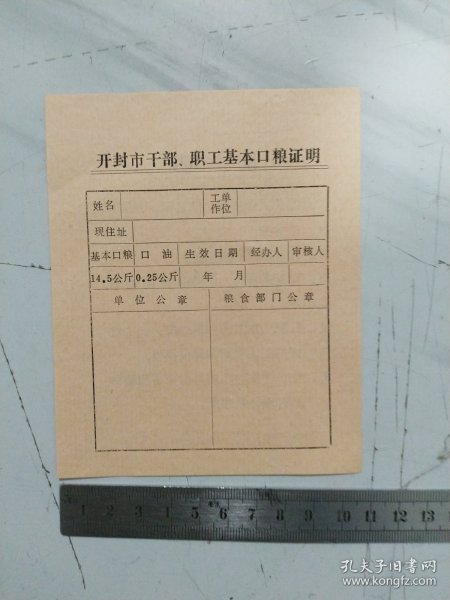 开封市干部、职工基本口粮证明
姓名 工作单位
现住址
基本口粮 口油 生效日期 经办人 审核人
14.5公斤 0.25公斤 年 月
单位公章 粮食部门公章
1 2 3 4 5 6 7 8 9 10 11 12 13
孔夫子旧书网
www.kongfz.com